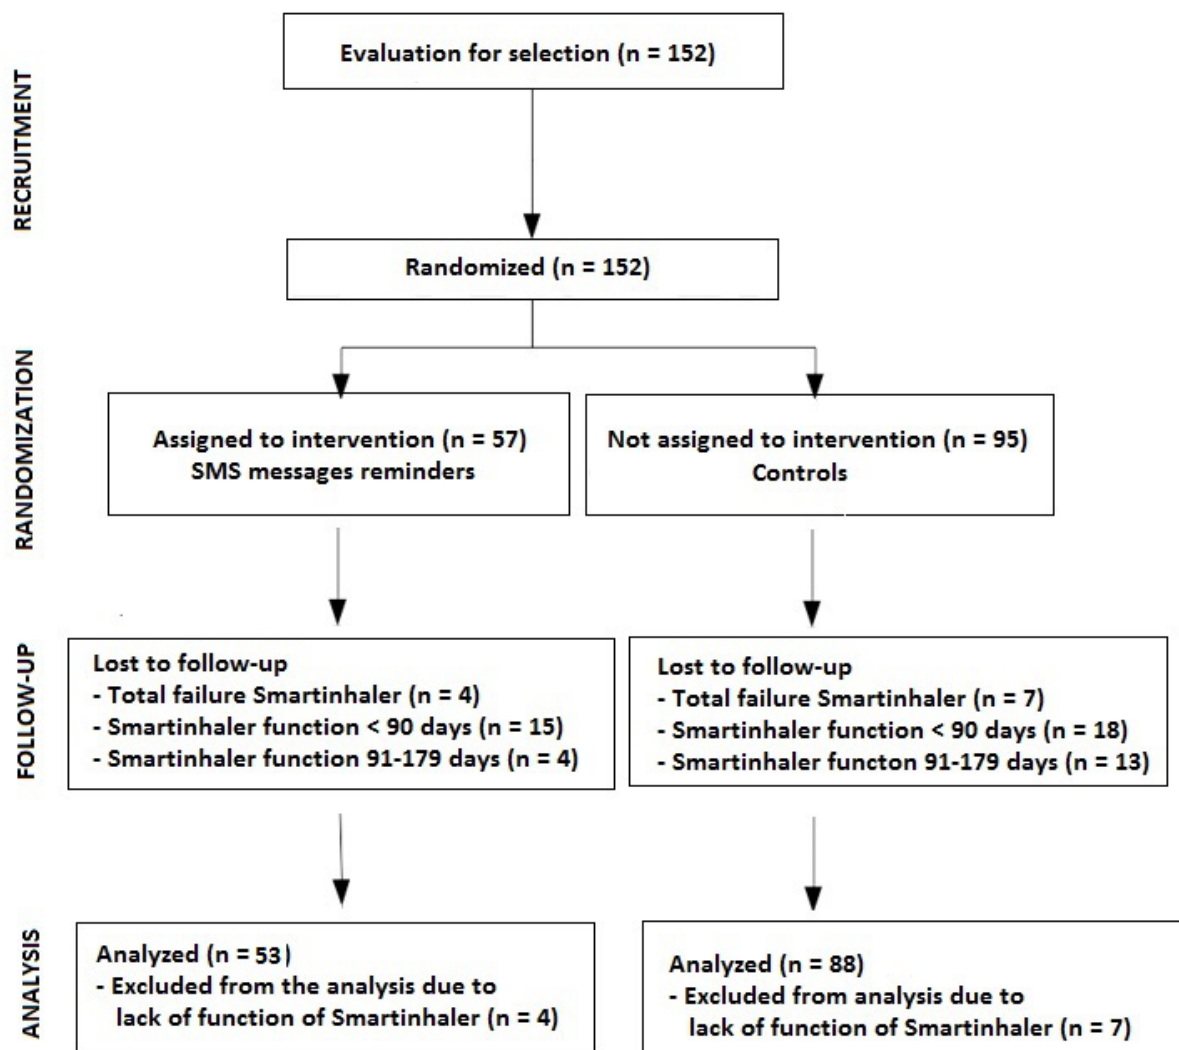 RECRUITMENT
Evaluation for selection (n = 152)
Randomized (n = 152)
RANDOMIZATION
Assigned to intervention (n = 57)
SMS messages reminders
Not assigned to intervention (n = 95)
Controls
FOLLOW-UP
Lost to follow-up
- Total failure Smartinhaler (n = 4)
- Smartinhaler function < 90 days (n = 15)
- Smartinhaler function 91-179 days (n = 4)
Lost to follow-up
- Total failure Smartinhaler (n = 7)
- Smartinhaler function < 90 days (n = 18)
- Smartinhaler functon 91-179 days (n = 13)
ANALYSIS
Analyzed (n = 53)
- Excluded from the analysis due to
lack of function of Smartinhaler (n = 4)
Analyzed (n = 88)
- Excluded from analysis due to
lack of function of Smartinhaler (n = 7)